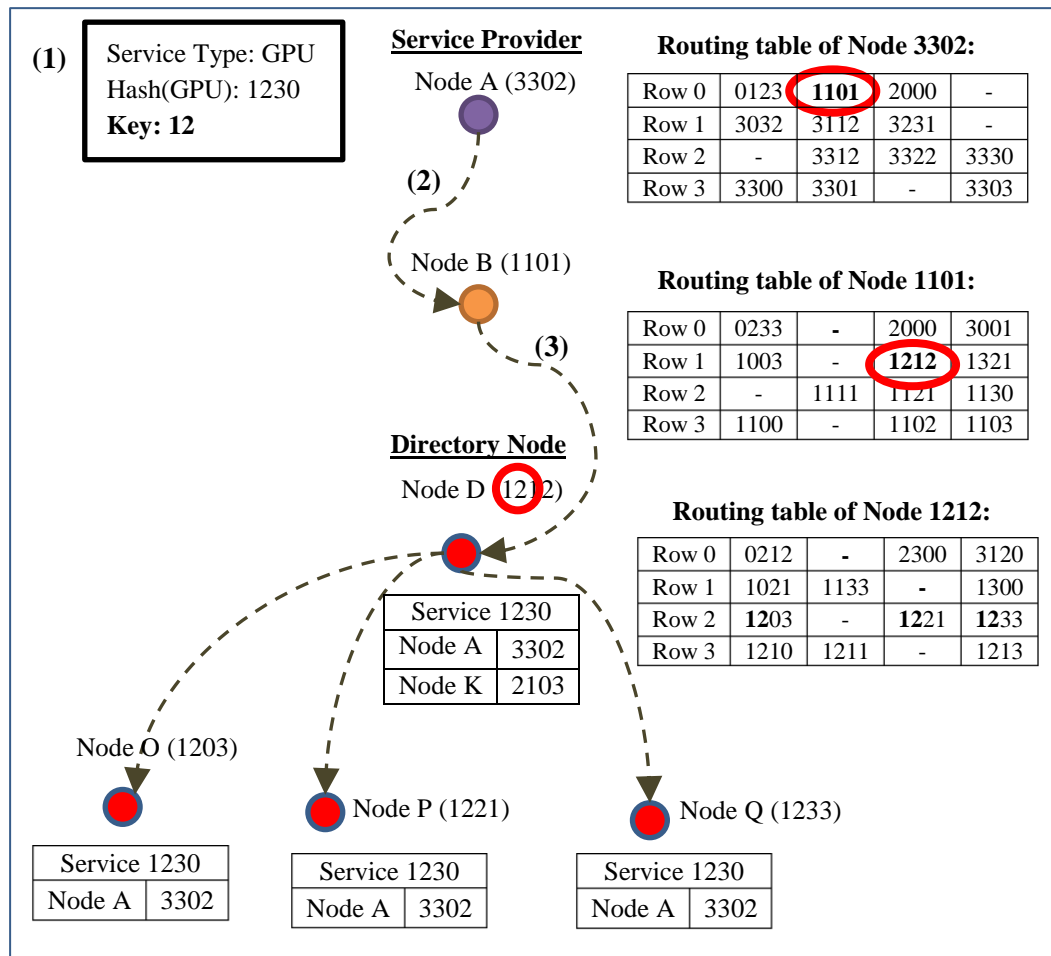 (1)
Service Type: GPU
Hash(GPU): 1230
Key: 12
Service Provider
Node A (3302)
(2)
Node B (1101)
(3)
Directory Node
Node D (1212)
Service 1230
Node A 3302
Node K 2103
Node O (1203)
Service 1230
Node A 3302
Node P (1221)
Service 1230
Node A 3302
Node Q (1233)
Service 1230
Node A 3302
Routing table of Node 3302:
Row 0 0123 1101 2000 -
Row 1 3032 3112 3231 -
Row 2 - 3312 3322 3330
Row 3 3300 3301 - 3303
Routing table of Node 1101:
Row 0 0233 - 2000 3001
Row 1 1003 - 1212 1321
Row 2 - 1111 1121 1130
Row 3 1100 - 1102 1103
Routing table of Node 1212:
Row 0 0212 - 2300 3120
Row 1 1021 1133 - 1300
Row 2 1203 - 1221 1233
Row 3 1210 1211 - 1213